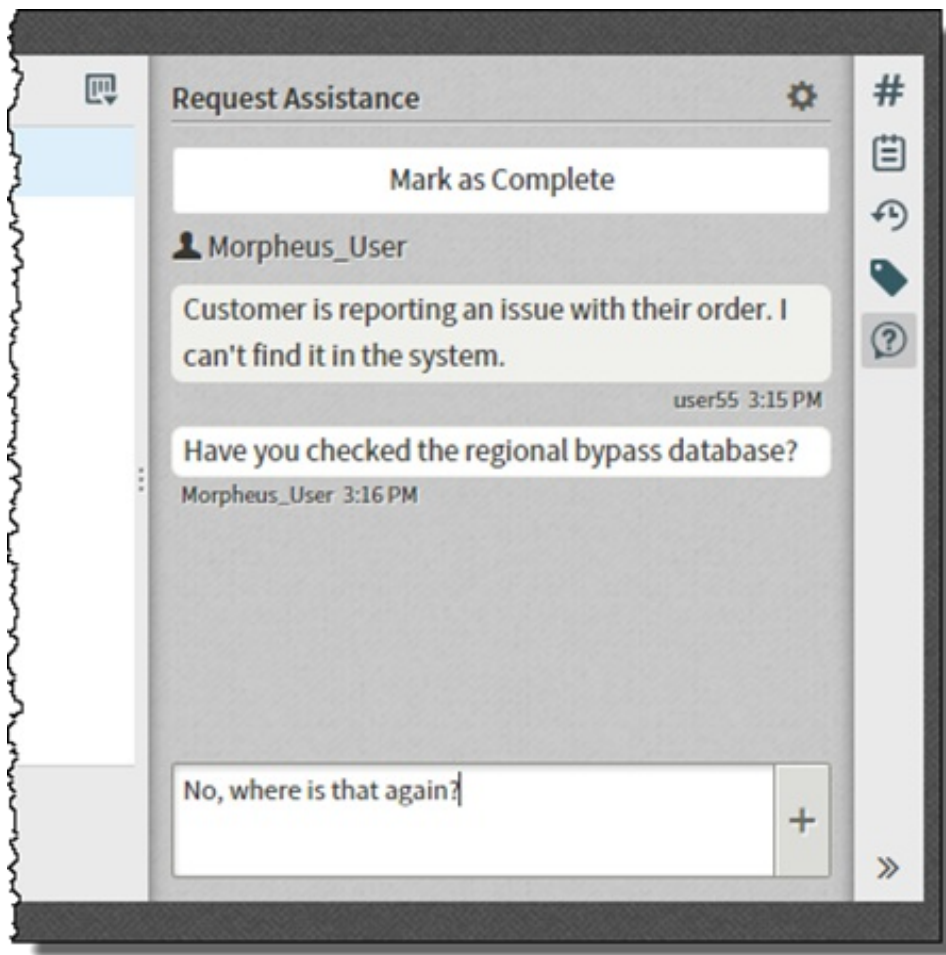 Request Assistance
Mark as Complete
Morpheus_User
Customer is reporting an issue with their order. I
can't find it in the system.
user55 3:15 PM
Have you checked the regional bypass database?
Morpheus_User 3:16 PM
No, where is that again?